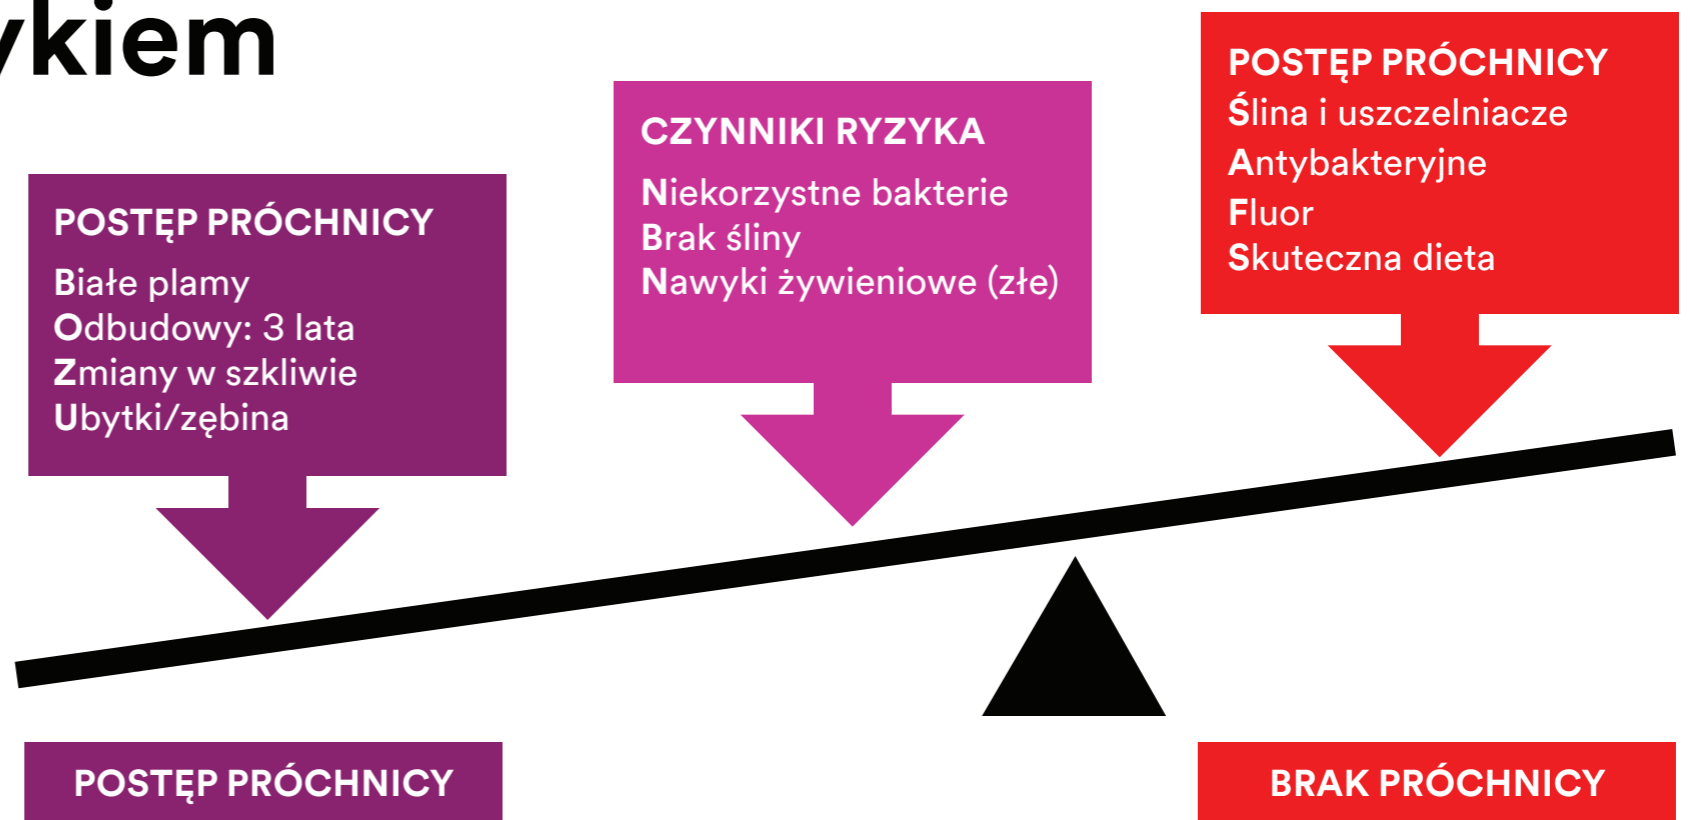 ykiem
POSTĘP PRÓCHNICY
Białe plamy
Odbudowy: 3 lata
Zmiany w szkliwie
Ubytki/zębina
CZYNNIKI RYZYKA
Niekorzystne bakterie
Brak śliny
Nawyki żywieniowe (złe)
POSTĘP PRÓCHNICY
Ślina i uszczelniacze
Antybakteryjne
Fluor
Skuteczna dieta
POSTĘP PRÓCHNICY
BRAK PRÓCHNICY